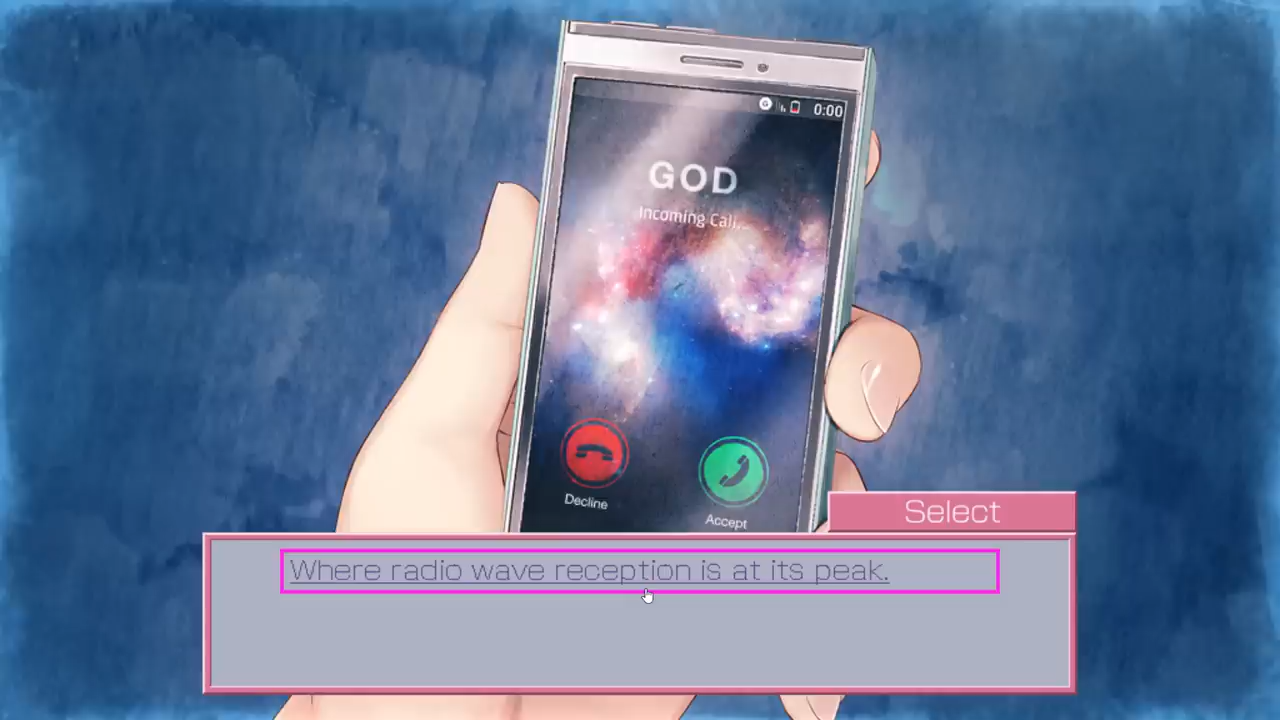 0:00
GOD
Incoming Call..
Decline
Accept
Select
Where radio wave reception is at its peak.